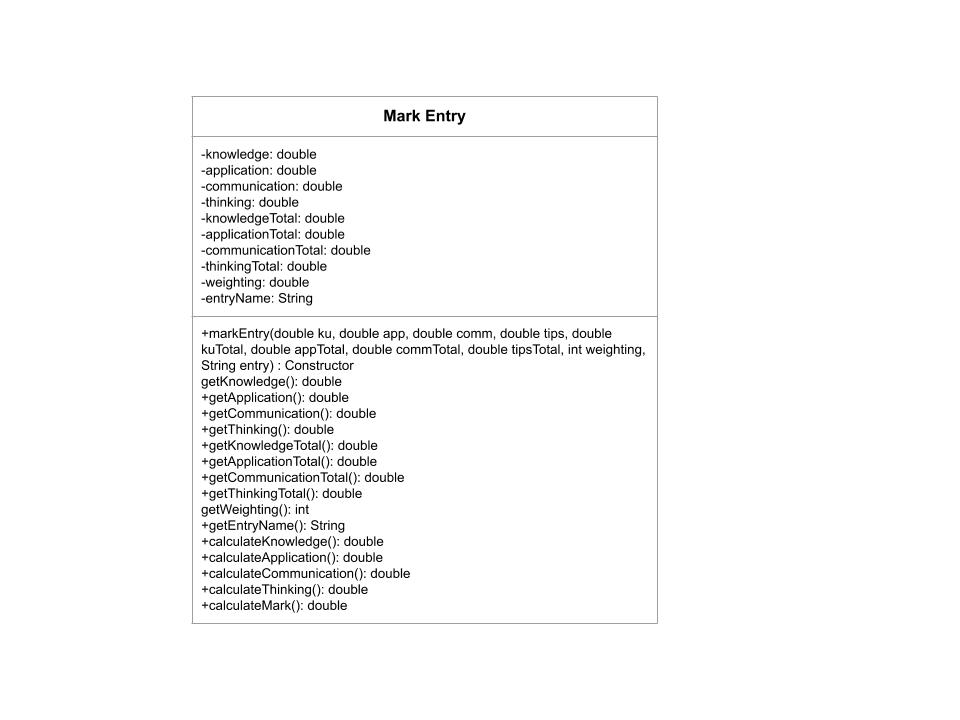 Mark Entry
-knowledge: double
-application: double
-communication: double
-thinking: double
-knowledgeTotal: double
-applicationTotal: double
-communicationTotal: double
-thinkingTotal: double
-weighting: double
-entryName: String
+markEntry(double ku, double app, double comm, double tips, double
kuTotal, double appTotal, double commTotal, double tipsTotal, int weighting,
String entry) : Constructor
getKnowledge(): double
+getApplication(): double
+getCommunication(): double
+getThinking(): double
+getKnowledgeTotal(): double
+getApplicationTotal(): double
+getCommunicationTotal(): double
+getThinkingTotal(): double
getWeighting(): int
+getEntryName(): String
+calculateKnowledge(): double
+calculateApplication(): double
+calculateCommunication(): double
+calculateThinking(): double
+calculateMark(): double